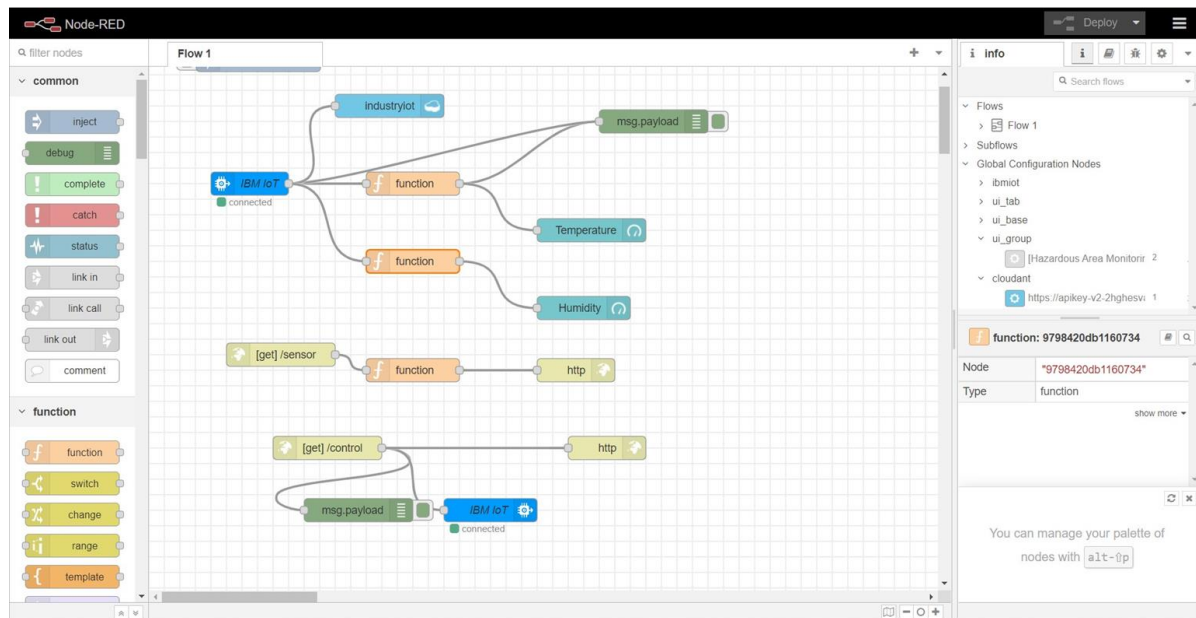 Node-RED
Deploy
filter nodes
common
inject
debug
complete
catch
status
link in
link call
link out
comment
function
function
switch
change
range
template
Flow 1
industryiot
msg.payload
IBM IoT
connected
function
Temperature
function
Humidity
[get] /sensor
function
http
[get] /control
http
msg.payload
IBM IoT
connected
i info
i
Search flows
Flows
Flow 1
Subflows
Global Configuration Nodes
ibmiot
ui_tab
ui_base
ui_group
[Hazardous Area Monitorir 2
cloudant
https://apikey-v2-2hghesv 1
function: 9798420db1160734
Node "9798420db1160734"
Type function
show more
You can manage your palette of
nodes with alt-⇧p